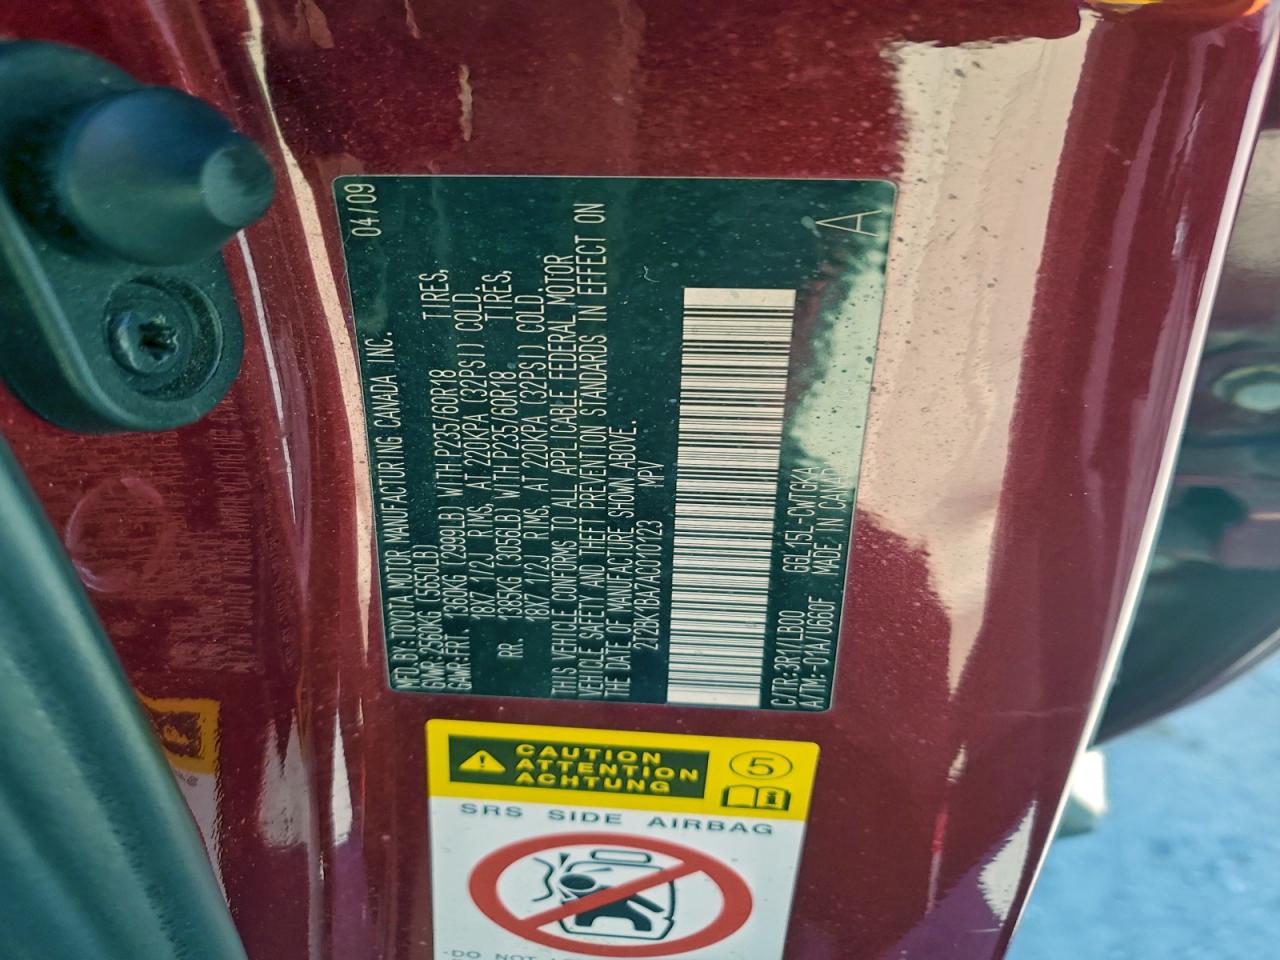 MFD.BY:TOYOTA MOTOR MANUFACTURING CANADA INC. 04/09
GVWR:2560KG( 5650LB)
GAWR:FRT. 1360KG (2999LB) WITH P235/60R18 TIRES,
18X7 1/2J RIMS, AT 220KPA (32PSI) COLD.
RR. 1385KG (3056LB) WITH P235/60R18 TIRES,
18X7 1/2J RIMS, AT 220KPA (32PSI) COLD.
THIS VEHICLE CONFORMS TO ALL APPLICABLE FEDERAL MOTOR
VEHICLE SAFETY AND THEFT PREVENTION STANDARDS IN EFFECT ON
THE DATE OF MANUFACTURE SHOWN ABOVE.
2T2BK1BA7AC010123 MPV
C/TR:3R1/LB00 GGL15L-CWTGKA
A/TM:-01A/U660F MADE IN CANADA
A
CAUTION
ATTENTION
ACHTUNG
5
SRS SIDE AIRBAG
-DO NOT